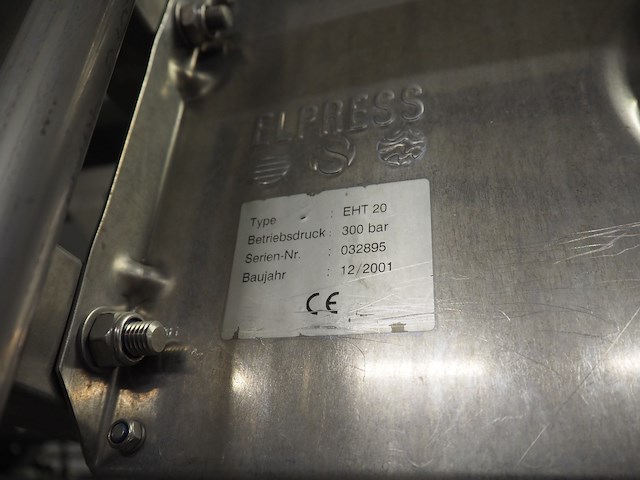 ELPRESS
Type : EHT 20
Betriebsdruck : 300 bar
Serien-Nr. : 032895
Baujahr : 12/2001
CE